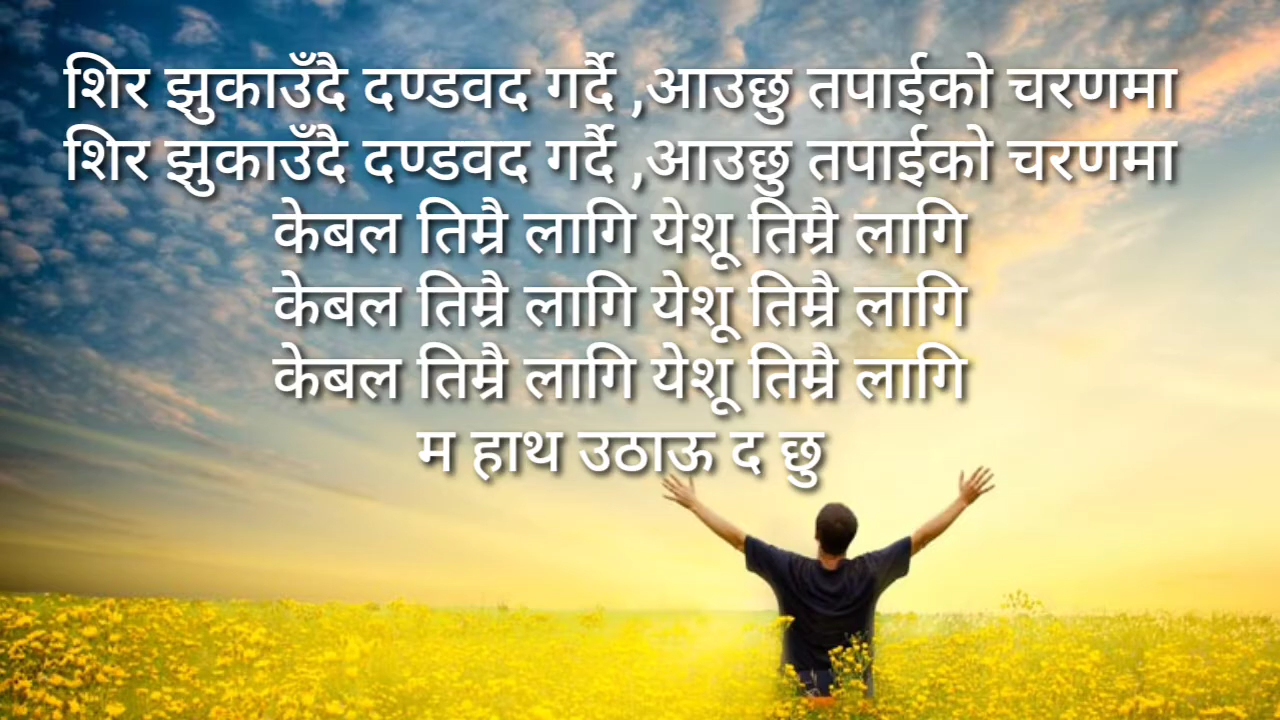 शिर झुकाउँदै दण्डवद गर्दै ,आउछु तपाईको चरणमा
शिर झुकाउँदै दण्डवद गर्दै ,आउछु तपाईको चरणमा
केबल तिम्रै लागि येशू तिम्रै लागि
केबल तिम्रै लागि येशू तिम्रै लागि
केबल तिम्रै लागि येशू तिम्रै लागि
म हाथ उठाऊ द छु